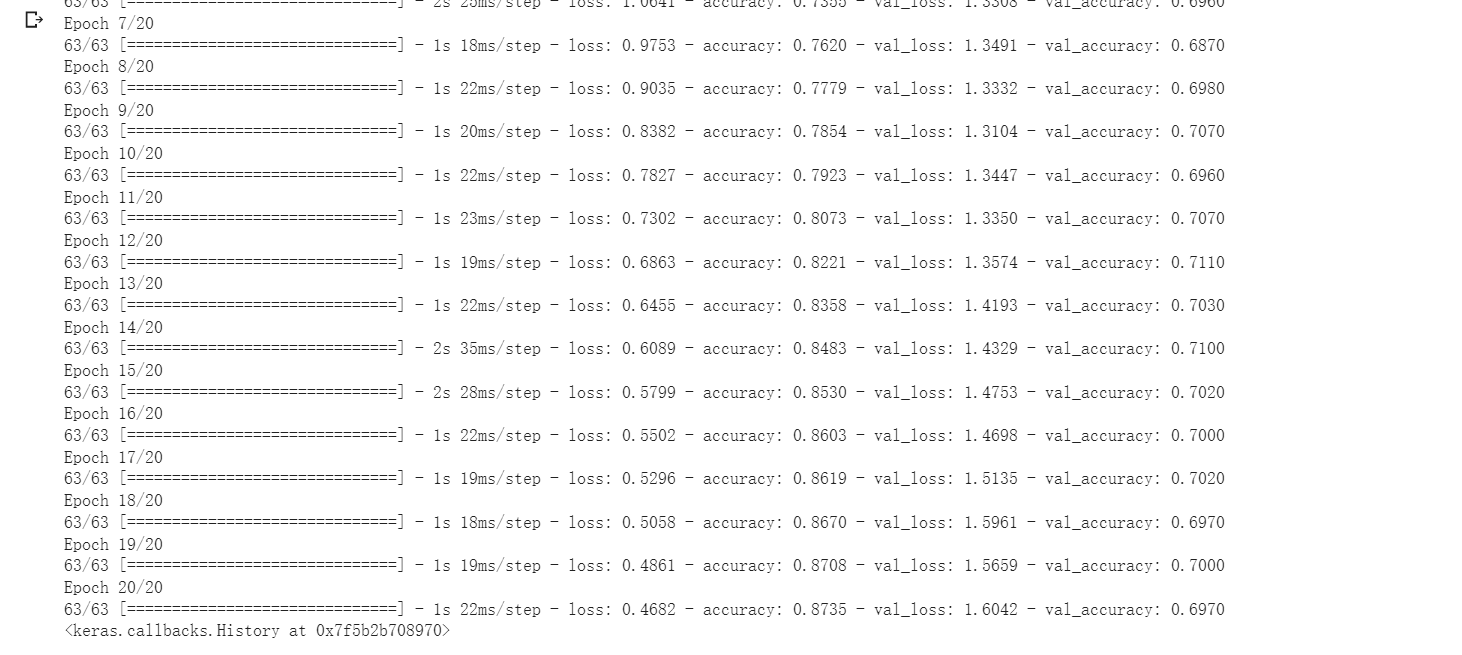 63/63 [==============================] - 2s 25ms/step - loss: 1.0641 - accuracy: 0.7355 - val_loss: 1.3308 - val_accuracy: 0.6960
Epoch 7/20
63/63 [==============================] - 1s 18ms/step - loss: 0.9753 - accuracy: 0.7620 - val_loss: 1.3491 - val_accuracy: 0.6870
Epoch 8/20
63/63 [==============================] - 1s 22ms/step - loss: 0.9035 - accuracy: 0.7779 - val_loss: 1.3332 - val_accuracy: 0.6980
Epoch 9/20
63/63 [==============================] - 1s 20ms/step - loss: 0.8382 - accuracy: 0.7854 - val_loss: 1.3104 - val_accuracy: 0.7070
Epoch 10/20
63/63 [==============================] - 1s 22ms/step - loss: 0.7827 - accuracy: 0.7923 - val_loss: 1.3447 - val_accuracy: 0.6960
Epoch 11/20
63/63 [==============================] - 1s 23ms/step - loss: 0.7302 - accuracy: 0.8073 - val_loss: 1.3350 - val_accuracy: 0.7070
Epoch 12/20
63/63 [==============================] - 1s 19ms/step - loss: 0.6863 - accuracy: 0.8221 - val_loss: 1.3574 - val_accuracy: 0.7110
Epoch 13/20
63/63 [==============================] - 1s 22ms/step - loss: 0.6455 - accuracy: 0.8358 - val_loss: 1.4193 - val_accuracy: 0.7030
Epoch 14/20
63/63 [==============================] - 2s 35ms/step - loss: 0.6089 - accuracy: 0.8483 - val_loss: 1.4329 - val_accuracy: 0.7100
Epoch 15/20
63/63 [==============================] - 2s 28ms/step - loss: 0.5799 - accuracy: 0.8530 - val_loss: 1.4753 - val_accuracy: 0.7020
Epoch 16/20
63/63 [==============================] - 1s 22ms/step - loss: 0.5502 - accuracy: 0.8603 - val_loss: 1.4698 - val_accuracy: 0.7000
Epoch 17/20
63/63 [==============================] - 1s 19ms/step - loss: 0.5296 - accuracy: 0.8619 - val_loss: 1.5135 - val_accuracy: 0.7020
Epoch 18/20
63/63 [==============================] - 1s 18ms/step - loss: 0.5058 - accuracy: 0.8670 - val_loss: 1.5961 - val_accuracy: 0.6970
Epoch 19/20
63/63 [==============================] - 1s 19ms/step - loss: 0.4861 - accuracy: 0.8708 - val_loss: 1.5659 - val_accuracy: 0.7000
Epoch 20/20
63/63 [==============================] - 1s 22ms/step - loss: 0.4682 - accuracy: 0.8735 - val_loss: 1.6042 - val_accuracy: 0.6970
<keras.callbacks.History at 0x7f5b2b708970>